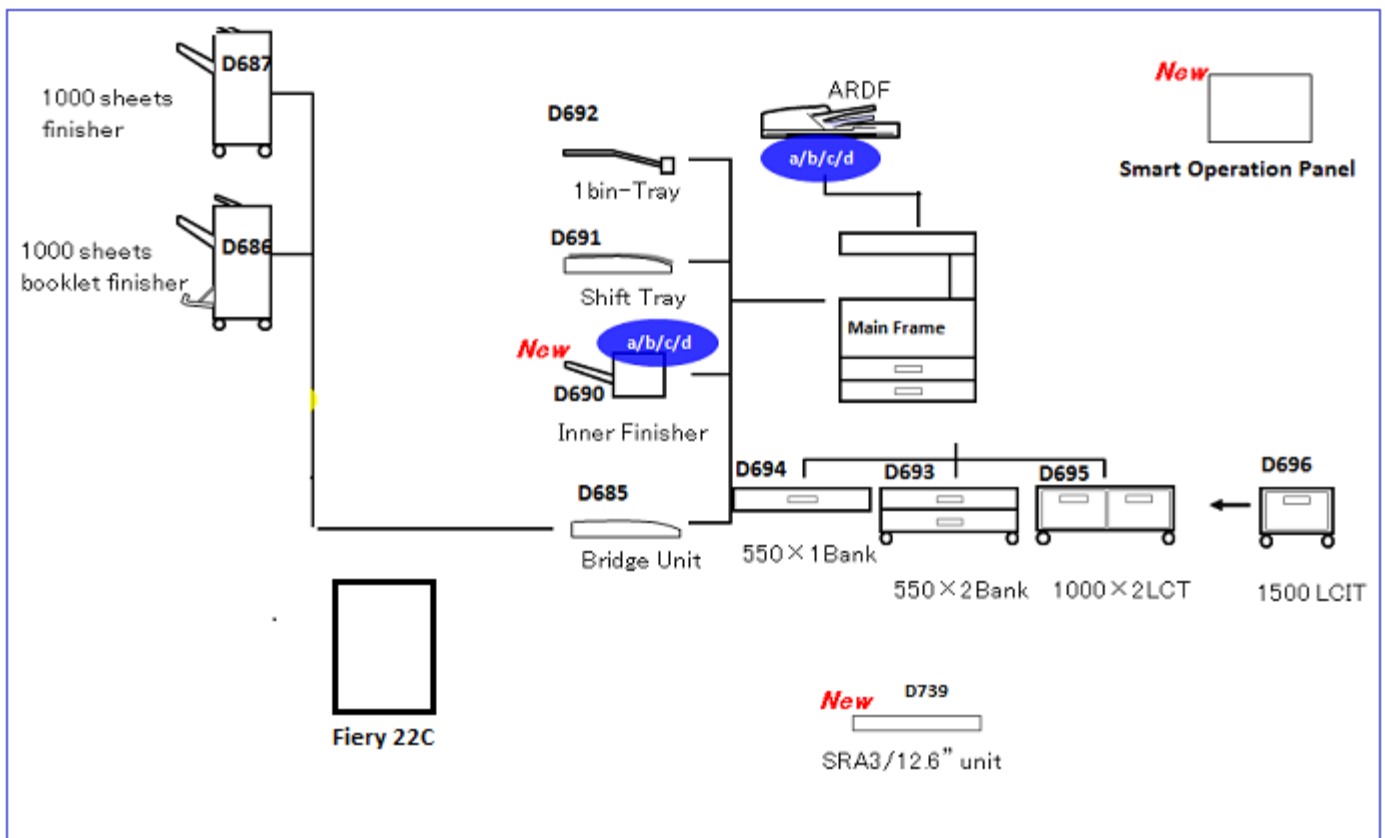 D687
1000 sheets
finisher
D686
1000 sheets
booklet finisher
D692
1bin-Tray
D691
Shift Tray
New
a/b/c/d
D690
Inner Finisher
D685
Bridge Unit
ARDF
a/b/c/d
Main Frame
New
Smart Operation Panel
D694
550×1Bank
D693
550×2Bank
D695
1000×2LCT
D696
1500 LCIT
Fiery 22C
New
D739
SRA3/12.6” unit